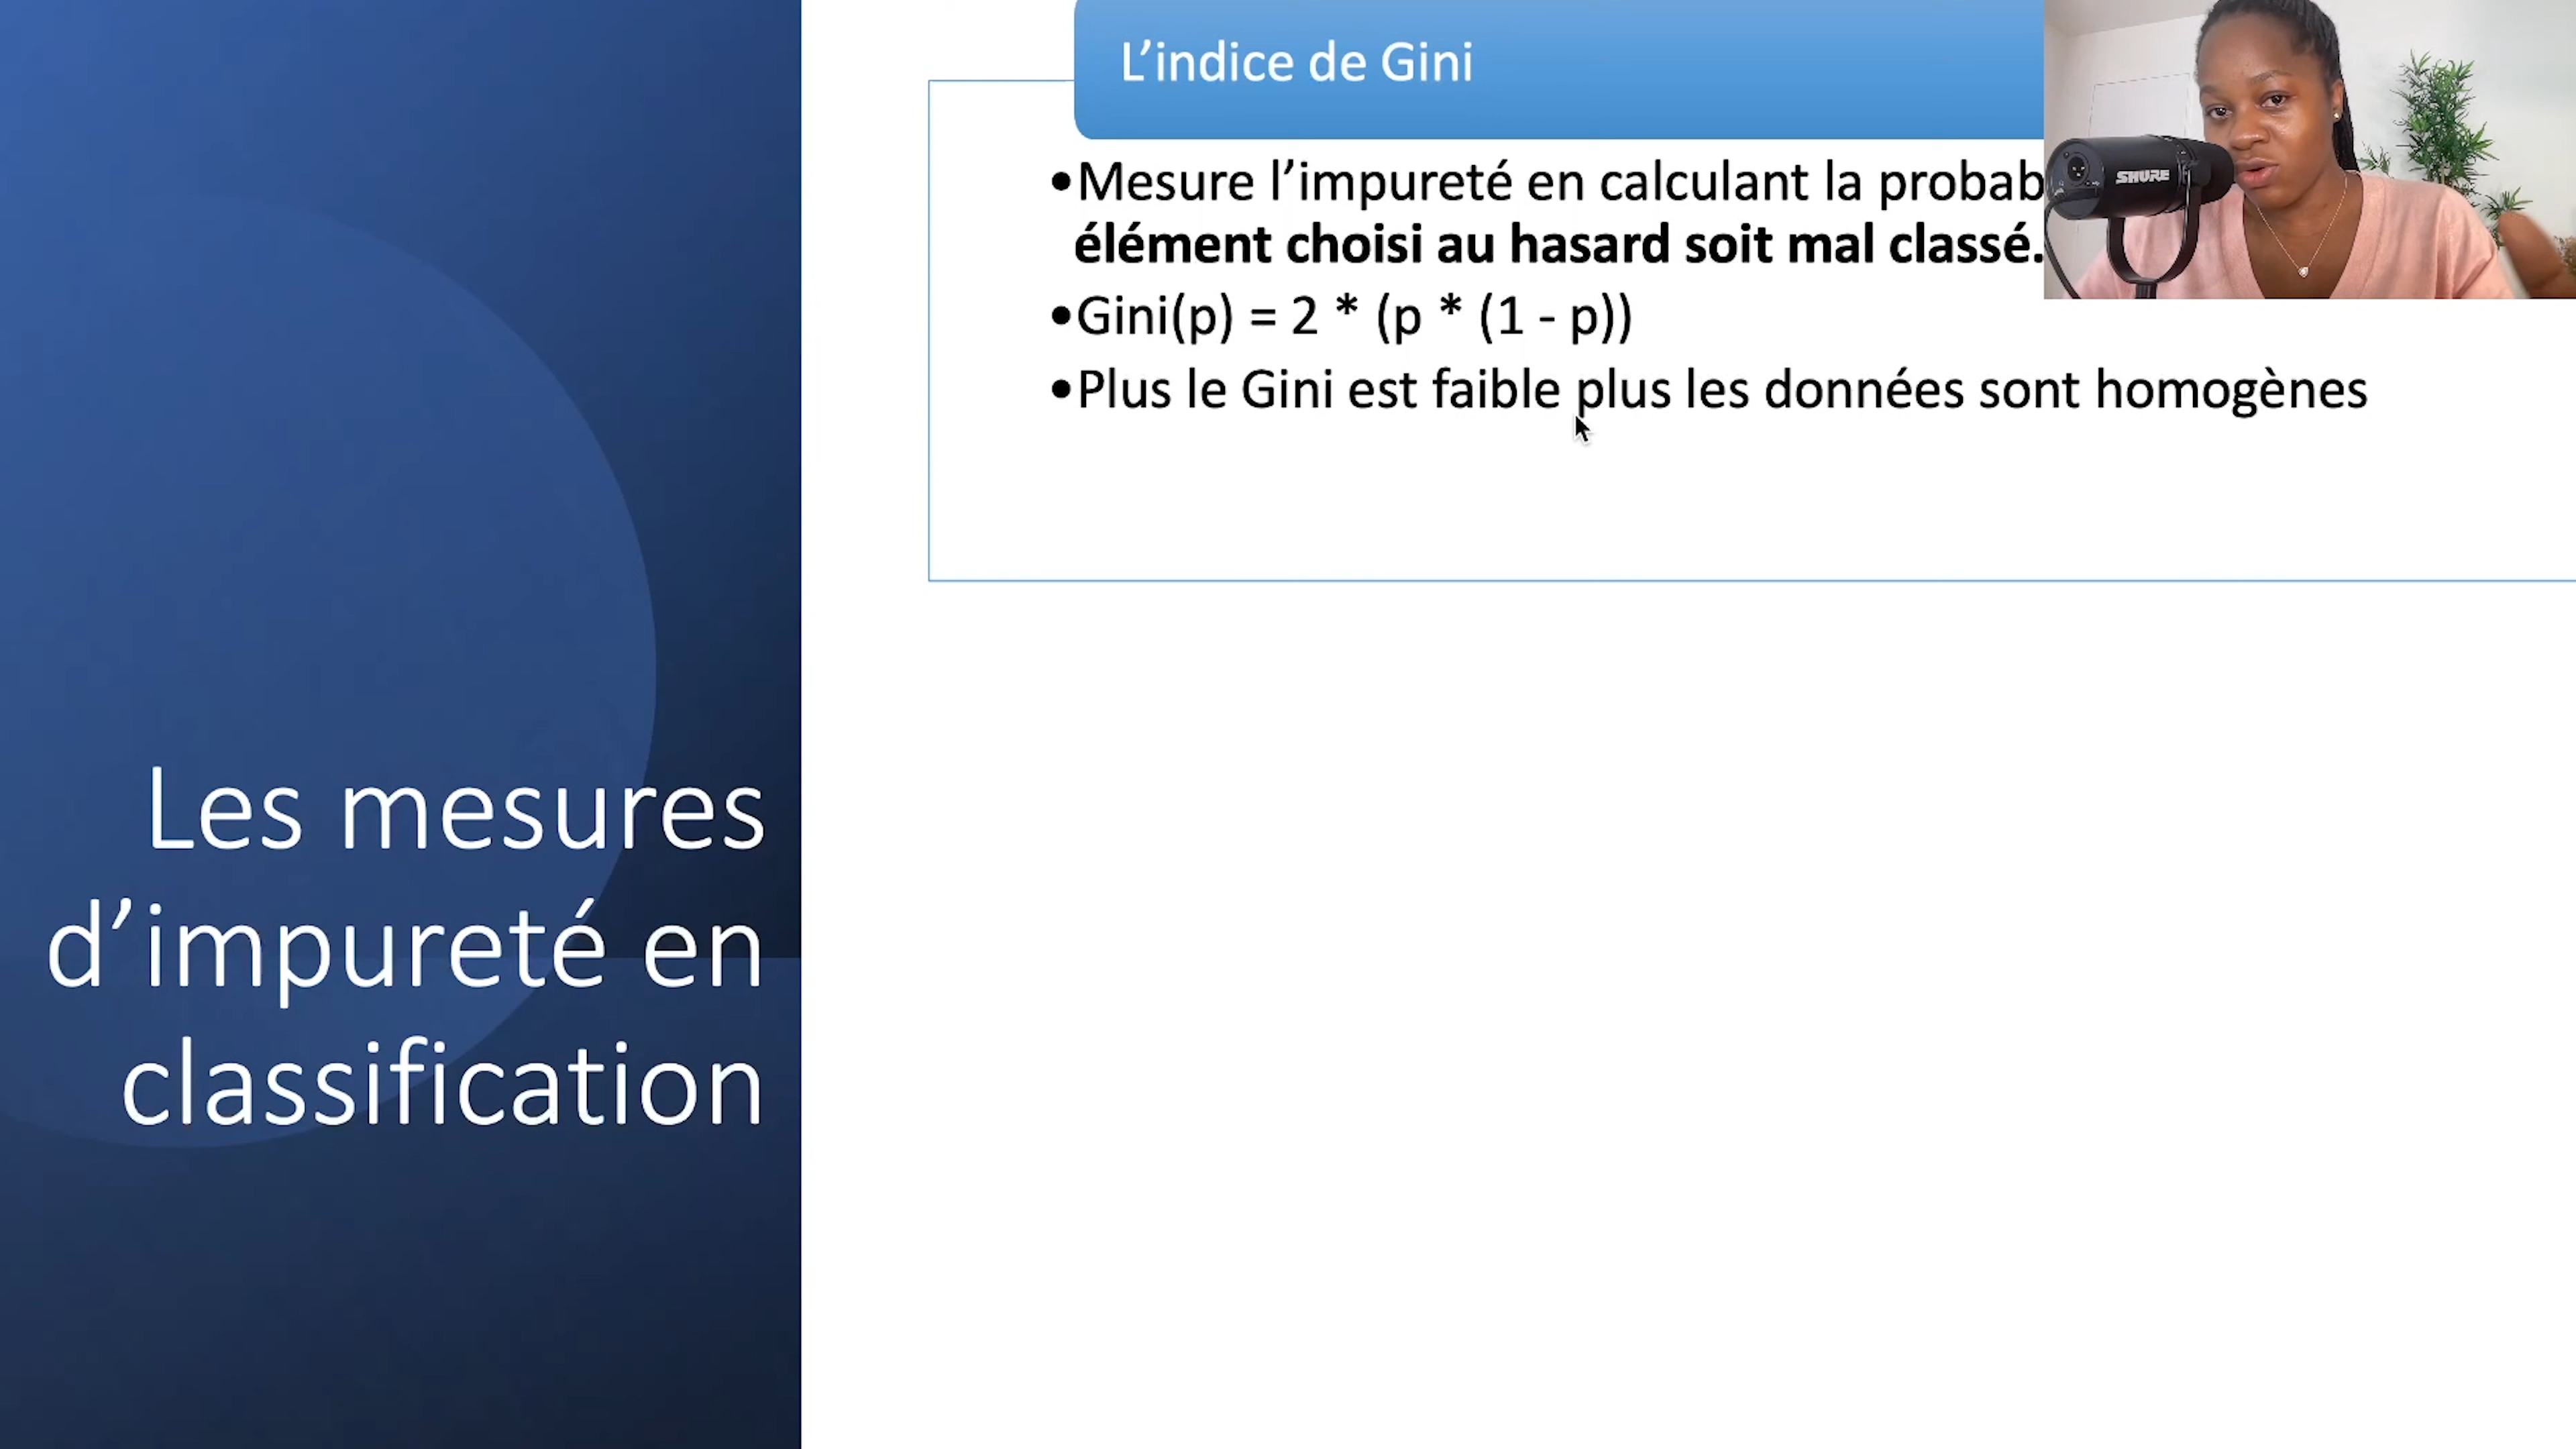 L’indice de Gini
•Mesure l’impureté en calculant la
élément choisi au hasard soit mal classé.
•Gini(p) = 2 * (p * (1 - p))
•Plus le Gini est faible plus les données sont homogènes
SHURE
Les mesures
d’impureté en
classification